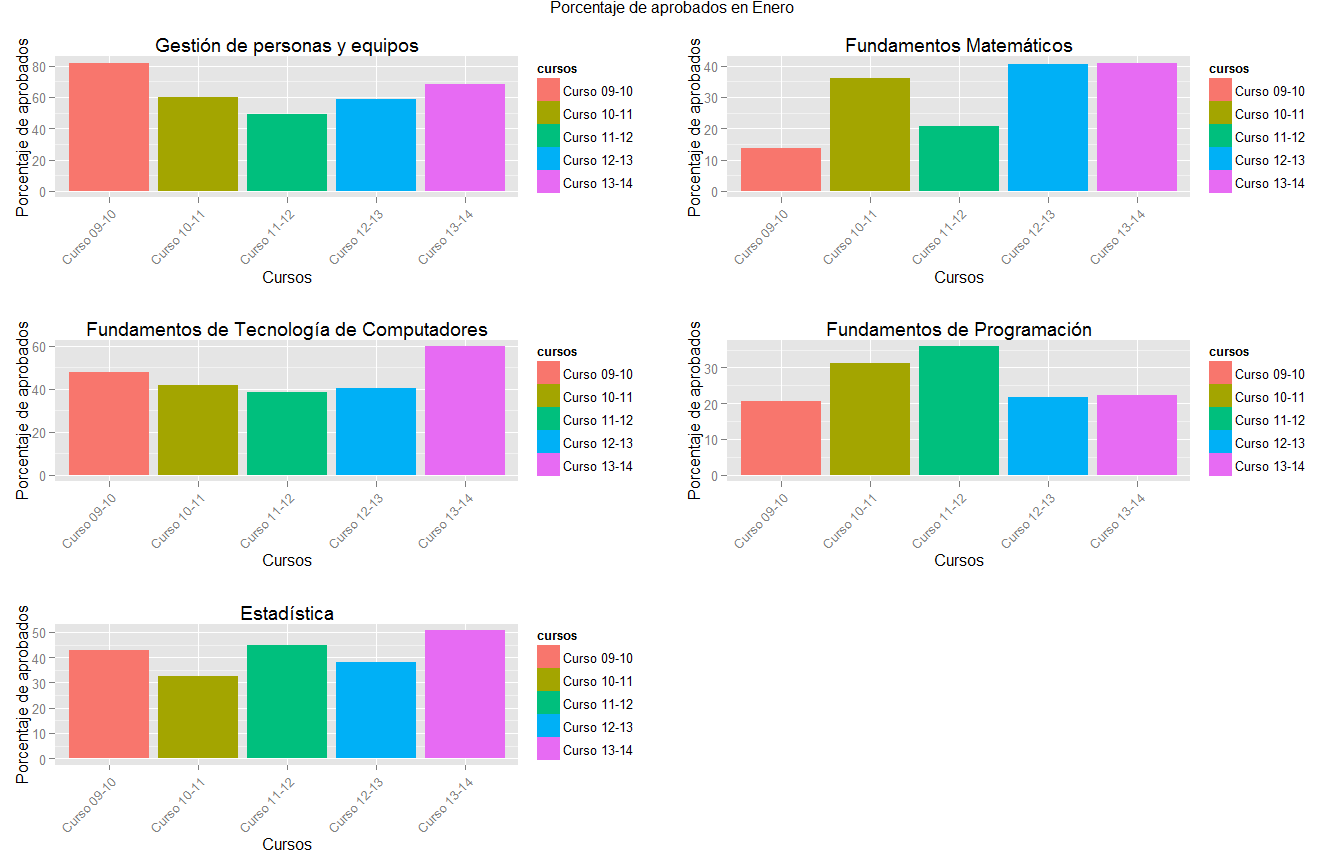 Porcentaje de aprobados en Enero
Gestión de personas y equipos
Porcentaje de aprobados
80
60
40
20
0
Curso 09-10
Curso 10-11
Curso 11-12
Curso 12-13
Curso 13-14
Cursos
cursos
Curso 09-10
Curso 10-11
Curso 11-12
Curso 12-13
Curso 13-14
Fundamentos Matemáticos
Porcentaje de aprobados
40
30
20
10
0
Curso 09-10
Curso 10-11
Curso 11-12
Curso 12-13
Curso 13-14
Cursos
cursos
Curso 09-10
Curso 10-11
Curso 11-12
Curso 12-13
Curso 13-14
Fundamentos de Tecnología de Computadores
Porcentaje de aprobados
60
40
20
0
Curso 09-10
Curso 10-11
Curso 11-12
Curso 12-13
Curso 13-14
Cursos
cursos
Curso 09-10
Curso 10-11
Curso 11-12
Curso 12-13
Curso 13-14
Fundamentos de Programación
Porcentaje de aprobados
30
20
10
0
Curso 09-10
Curso 10-11
Curso 11-12
Curso 12-13
Curso 13-14
Cursos
cursos
Curso 09-10
Curso 10-11
Curso 11-12
Curso 12-13
Curso 13-14
Estadística
Porcentaje de aprobados
50
40
30
20
10
0
Curso 09-10
Curso 10-11
Curso 11-12
Curso 12-13
Curso 13-14
Cursos
cursos
Curso 09-10
Curso 10-11
Curso 11-12
Curso 12-13
Curso 13-14